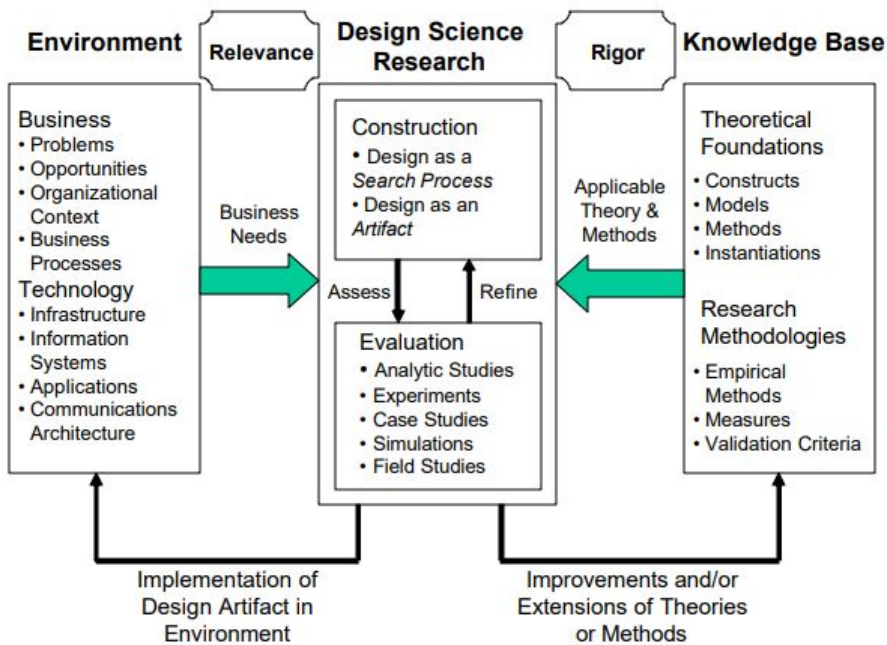 Environment
Relevance
Design Science
Research
Rigor
Knowledge Base
Business
• Problems
• Opportunities
• Organizational
Context
• Business
Processes
Technology
• Infrastructure
• Information
Systems
• Applications
• Communications
Architecture
Business
Needs
Construction
• Design as a
Search Process
• Design as an
Artifact
Assess
Refine
Evaluation
• Analytic Studies
• Experiments
• Case Studies
• Simulations
• Field Studies
Applicable
Theory &
Methods
Theoretical
Foundations
• Constructs
• Models
• Methods
• Instantiations
Research
Methodologies
• Empirical
Methods
• Measures
• Validation Criteria
Implementation of
Design Artifact in
Environment
Improvements and/or
Extensions of Theories
or Methods